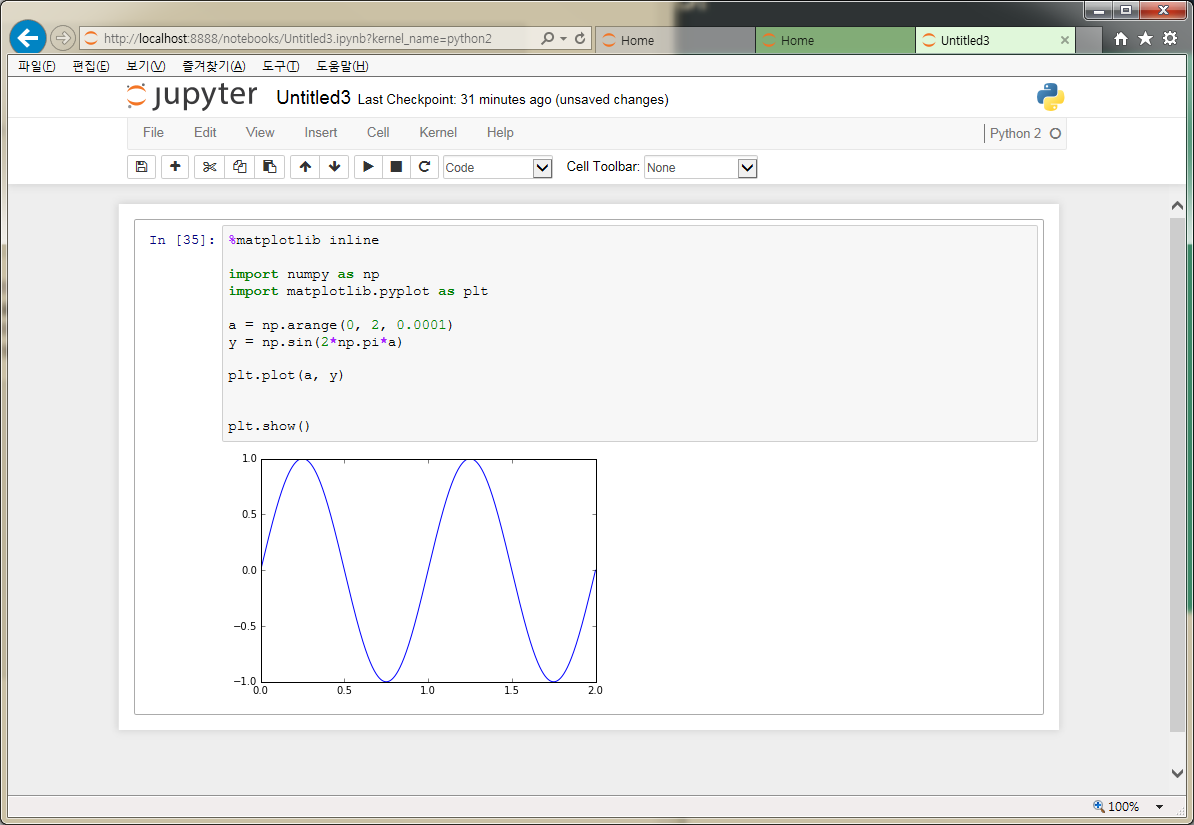 http://localhost:8888/notebooks/Untitled3.ipynb?kernel_name=python2
Home
Home
Untitled3
파일(F) 편집(E) 보기(V) 즐겨찾기(A) 도구(T) 도움말(H)
jupyter Untitled3 Last Checkpoint: 31 minutes ago (unsaved changes)
File Edit View Insert Cell Kernel Help Python 2
Code Cell Toolbar: None
In [35]: %matplotlib inline
import numpy as np
import matplotlib.pyplot as plt
a = np.arange(0, 2, 0.0001)
y = np.sin(2*np.pi*a)
plt.plot(a, y)
plt.show()
1.0
0.5
0.0
−0.5
−1.0
0.0 0.5 1.0 1.5 2.0
100%